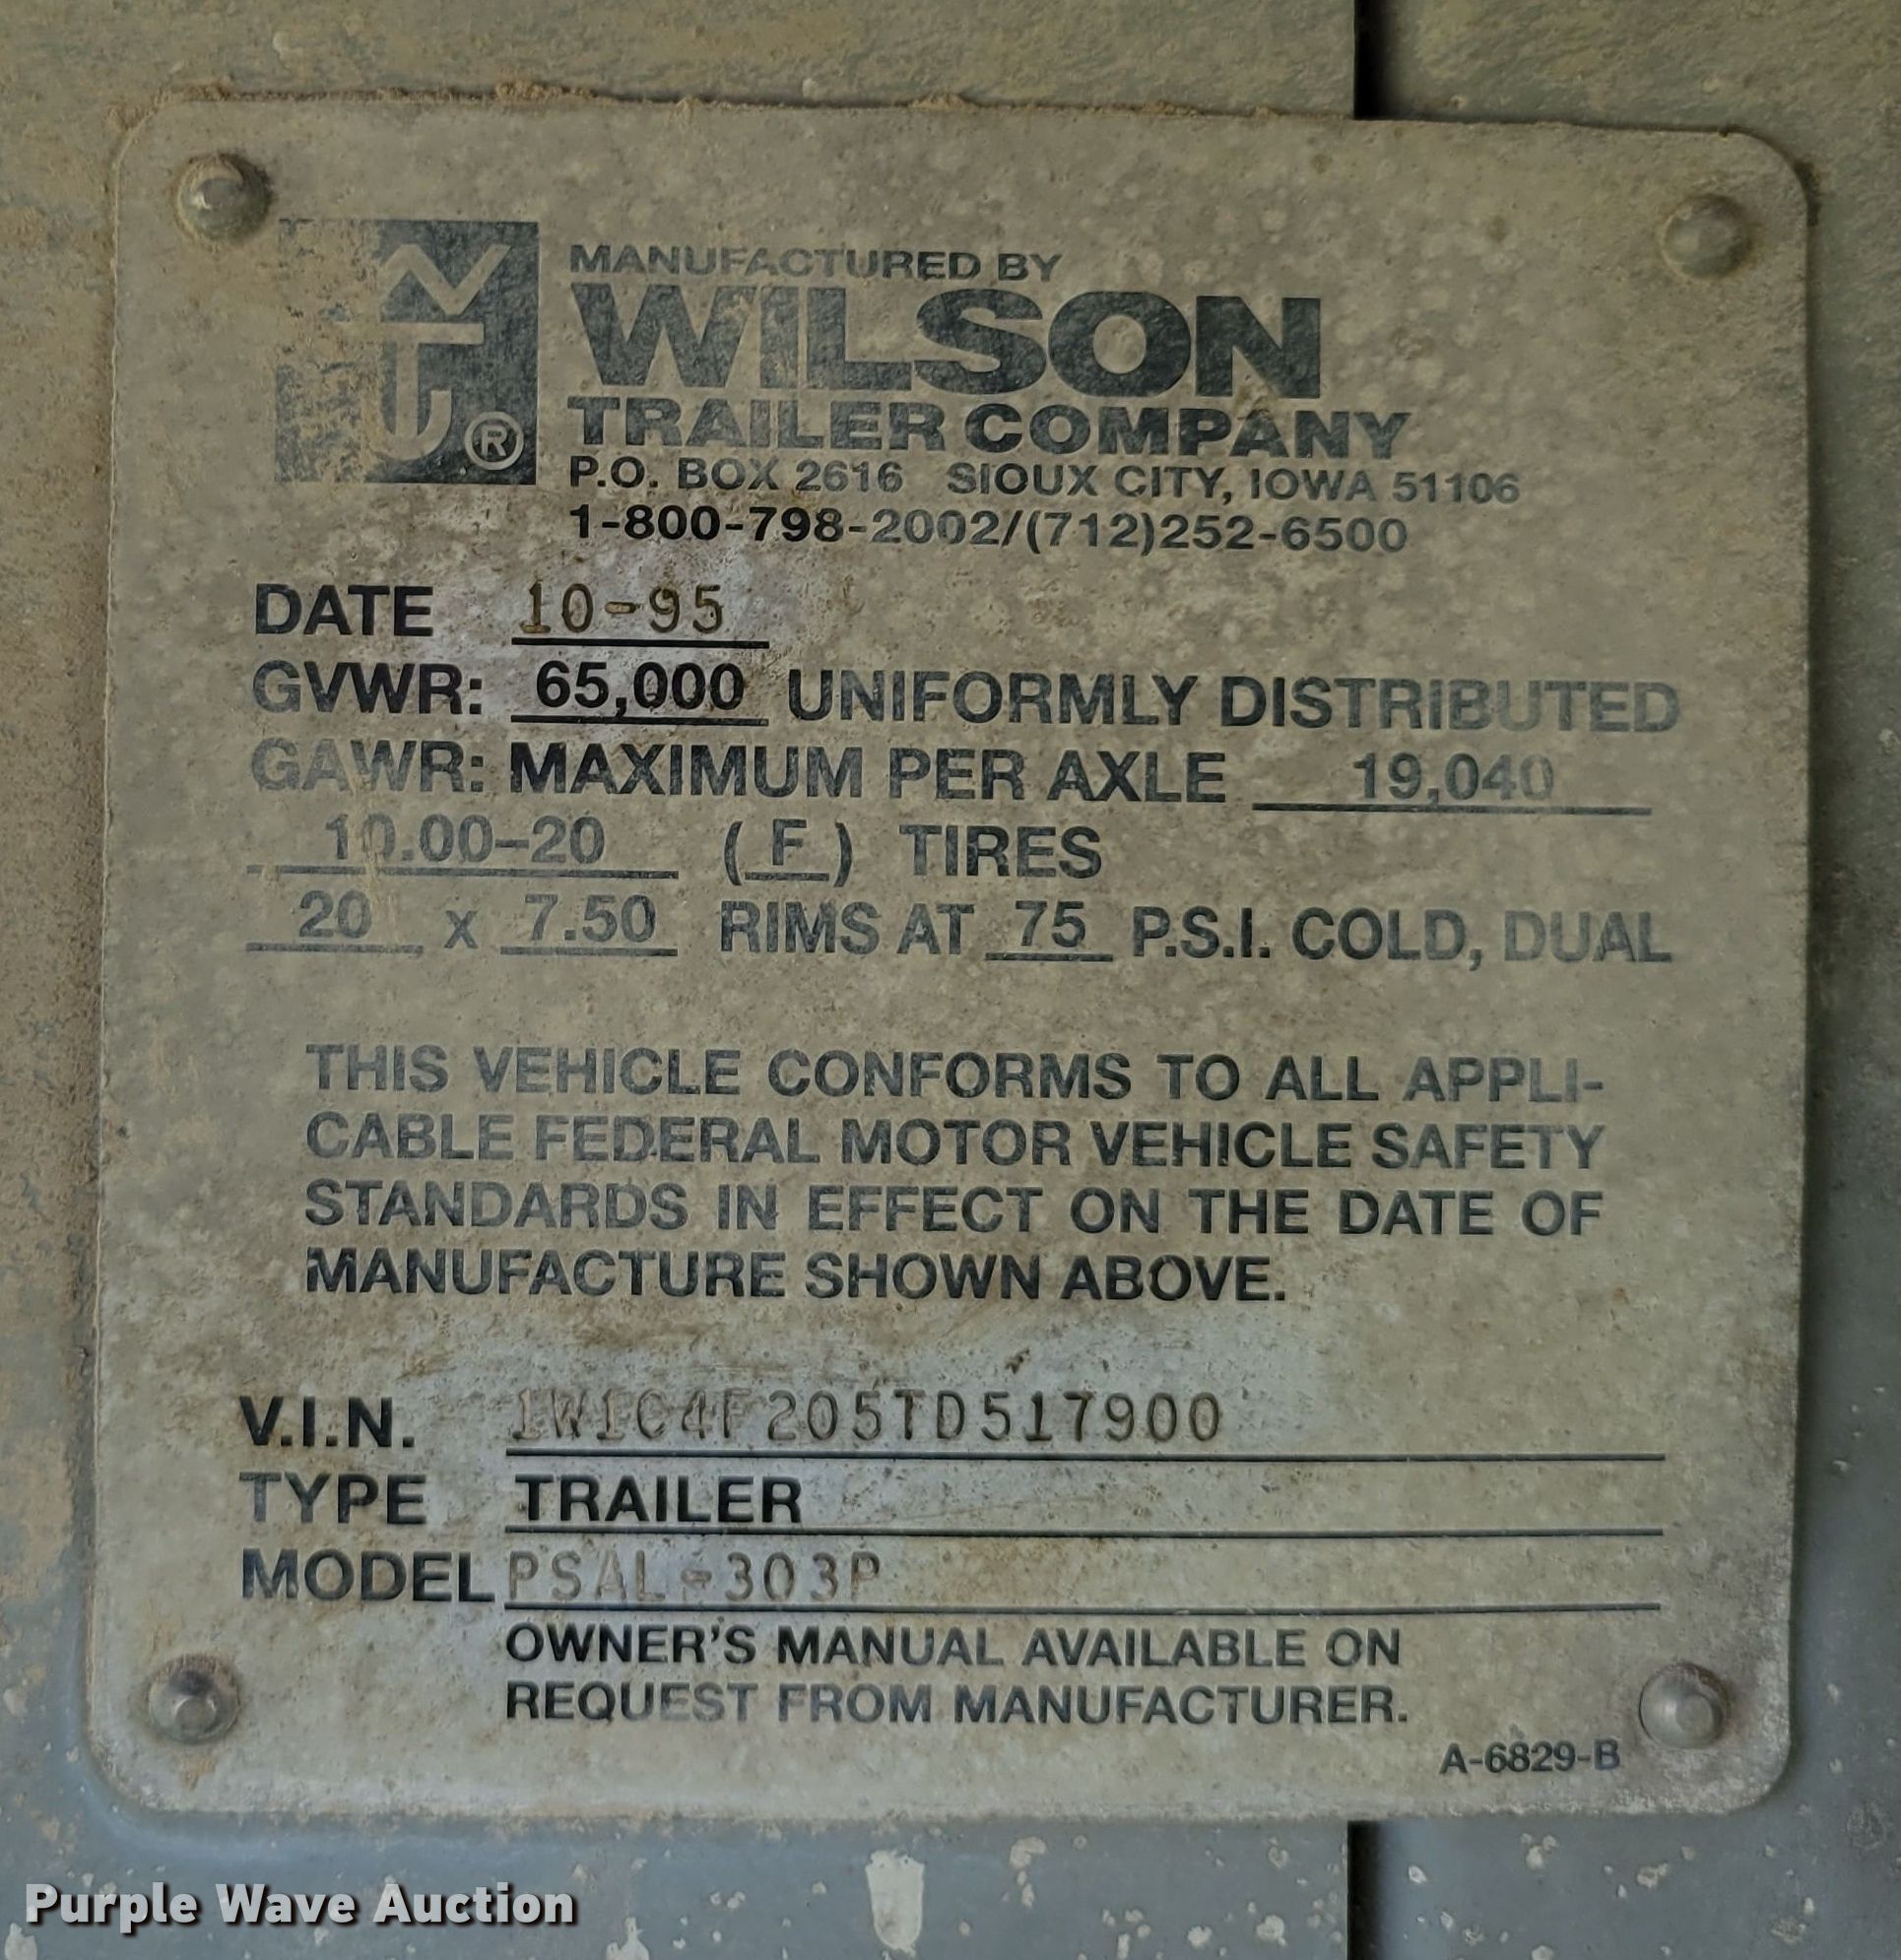 MANUFACTURED BY
WILSON
TRAILER COMPANY
®
P.O. BOX 2616 SIOUX CITY, IOWA 51106
1-800-798-2002/(712)252-6500
DATE 10-95
GVWR: 65,000 UNIFORMLY DISTRIBUTED
GAWR: MAXIMUM PER AXLE 19,040
10.00-20 (F) TIRES
20 x 7.50 RIMS AT 75 P.S.I. COLD, DUAL
THIS VEHICLE CONFORMS TO ALL APPLI-
CABLE FEDERAL MOTOR VEHICLE SAFETY
STANDARDS IN EFFECT ON THE DATE OF
MANUFACTURE SHOWN ABOVE.
V.I.N. 1W1C4F205TD517900
TYPE TRAILER
MODEL PSAL-303P
OWNER'S MANUAL AVAILABLE ON
REQUEST FROM MANUFACTURER.
A-6829-B
Purple Wave Auction